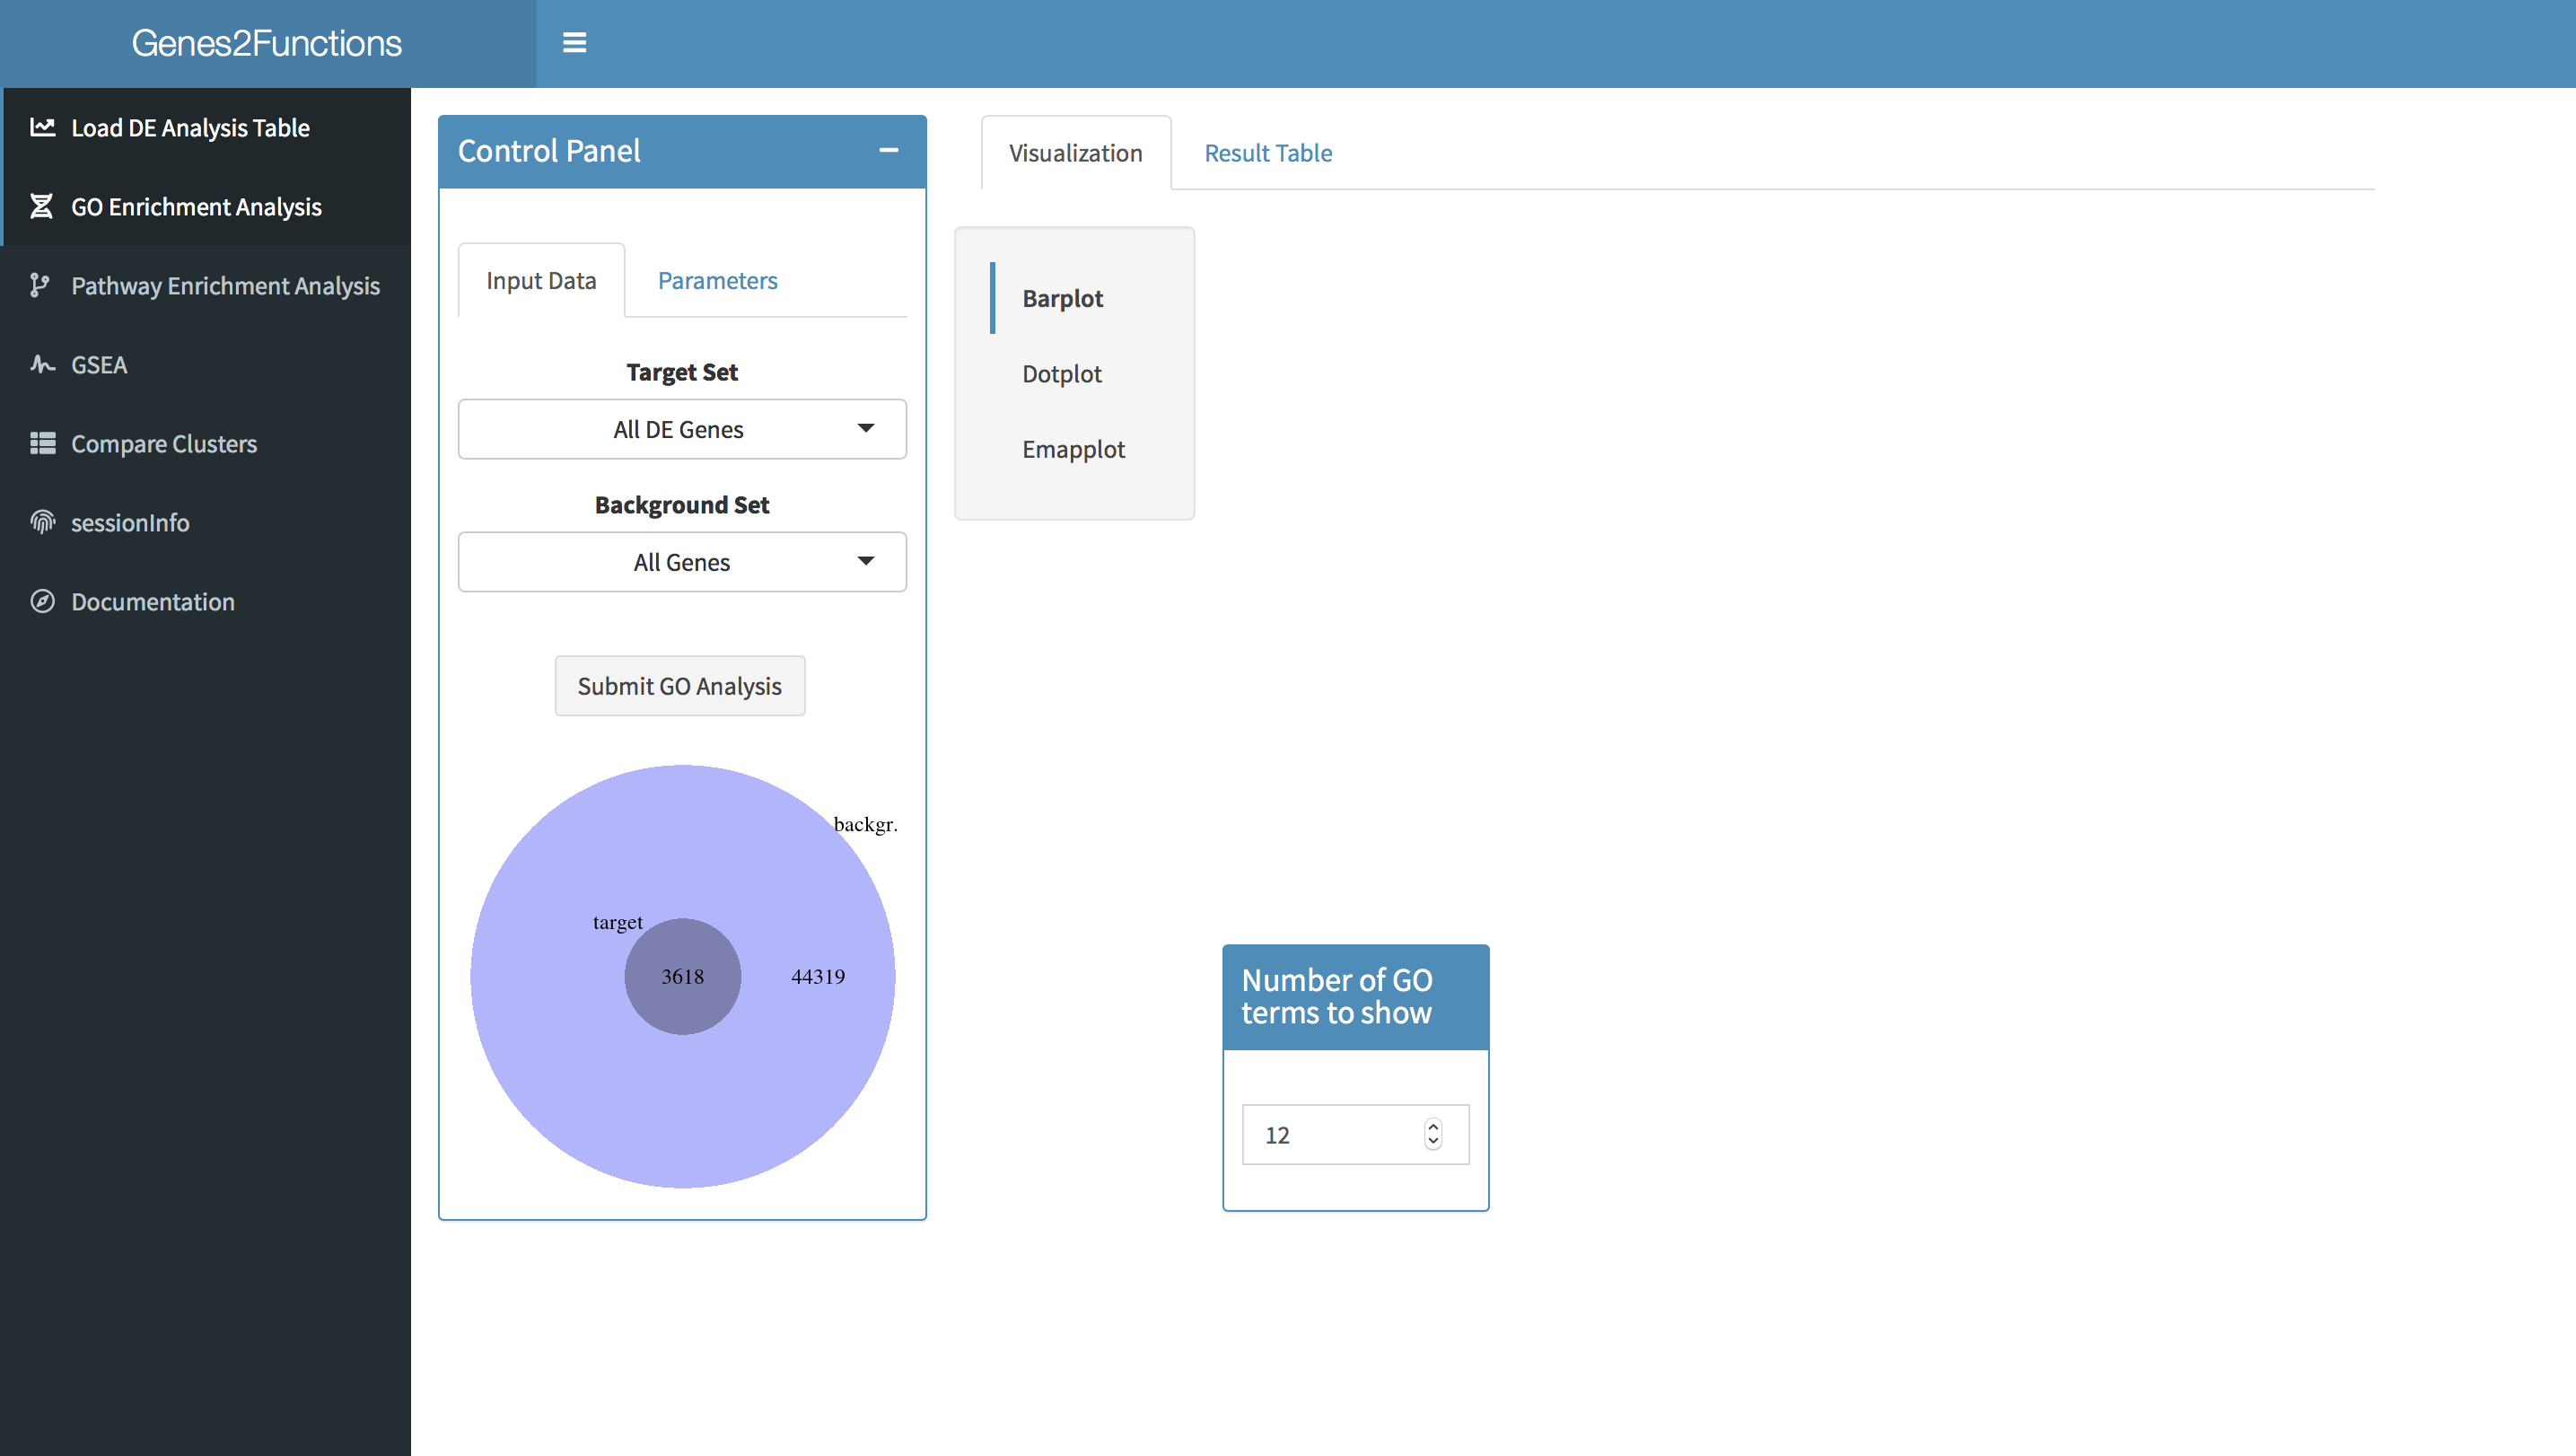 Genes2Functions
Load DE Analysis Table
GO Enrichment Analysis
Pathway Enrichment Analysis
GSEA
Compare Clusters
sessionInfo
Documentation
Control Panel
Input Data
Parameters
Target Set
All DE Genes
Background Set
All Genes
Submit GO Analysis
backgr.
target
3618
44319
Visualization
Result Table
Barplot
Dotplot
Emapplot
Number of GO
terms to show
12